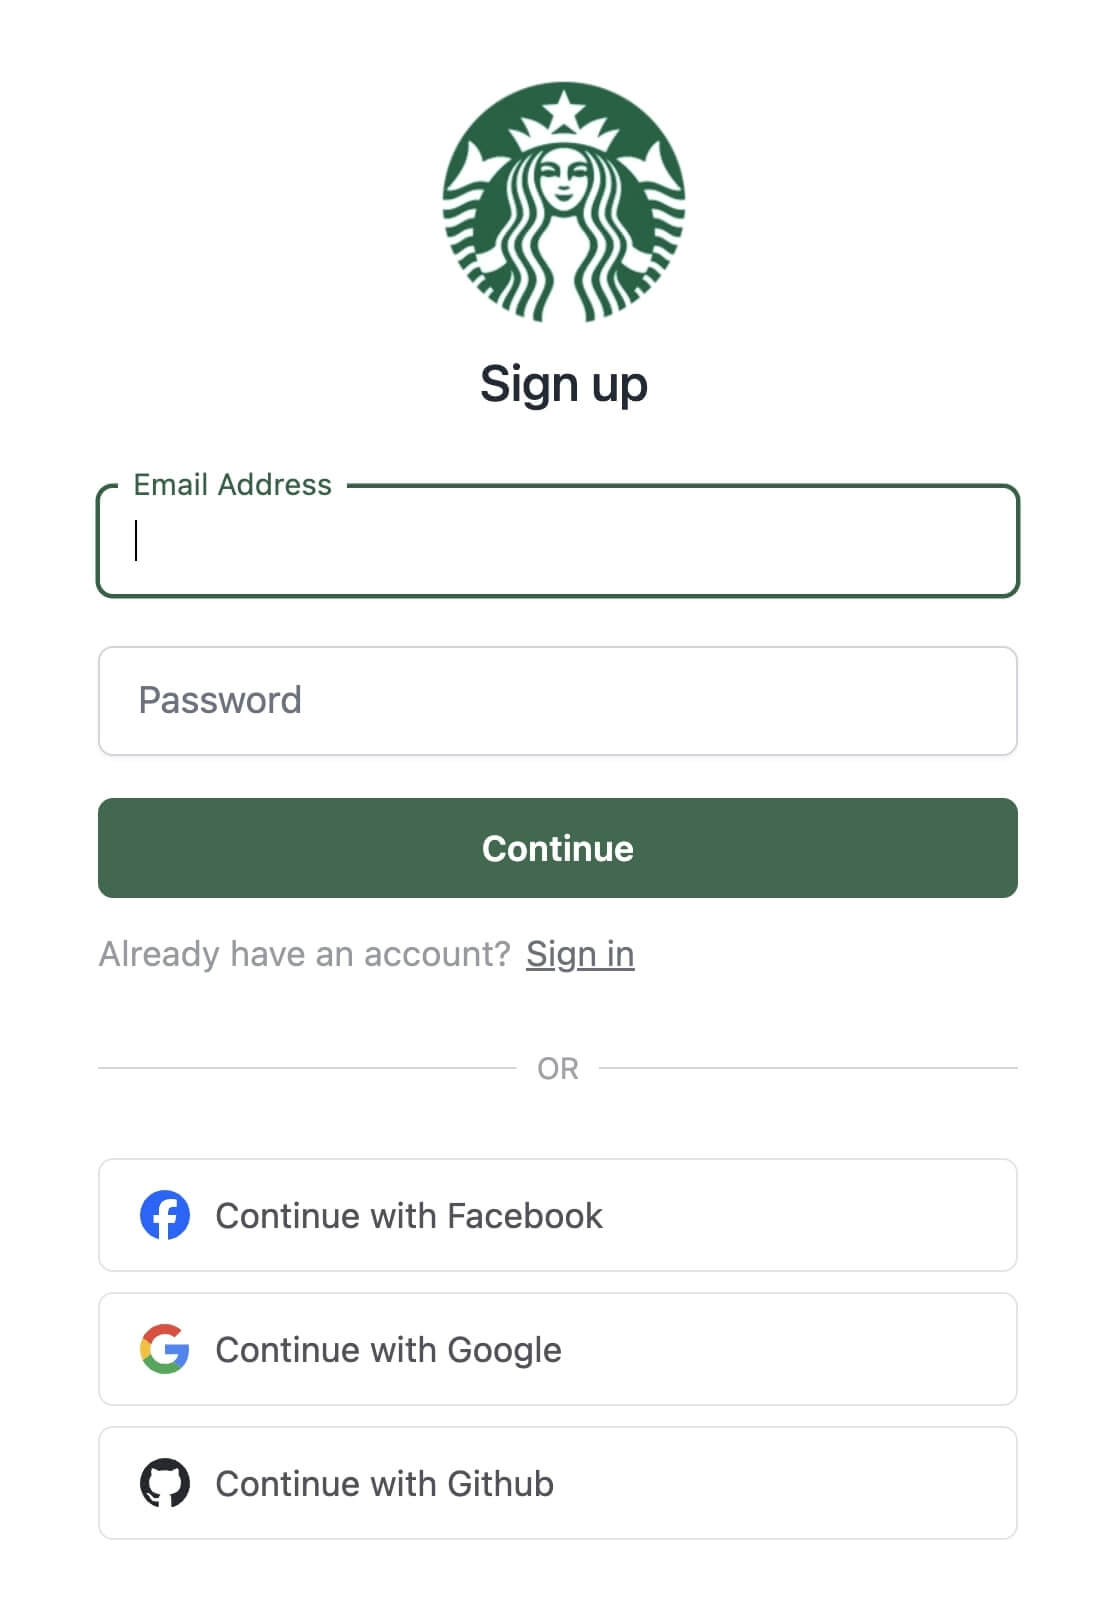 Sign up
Email Address
Password
Continue
Already have an account? Sign in
OR
Continue with Facebook
Continue with Google
Continue with Github